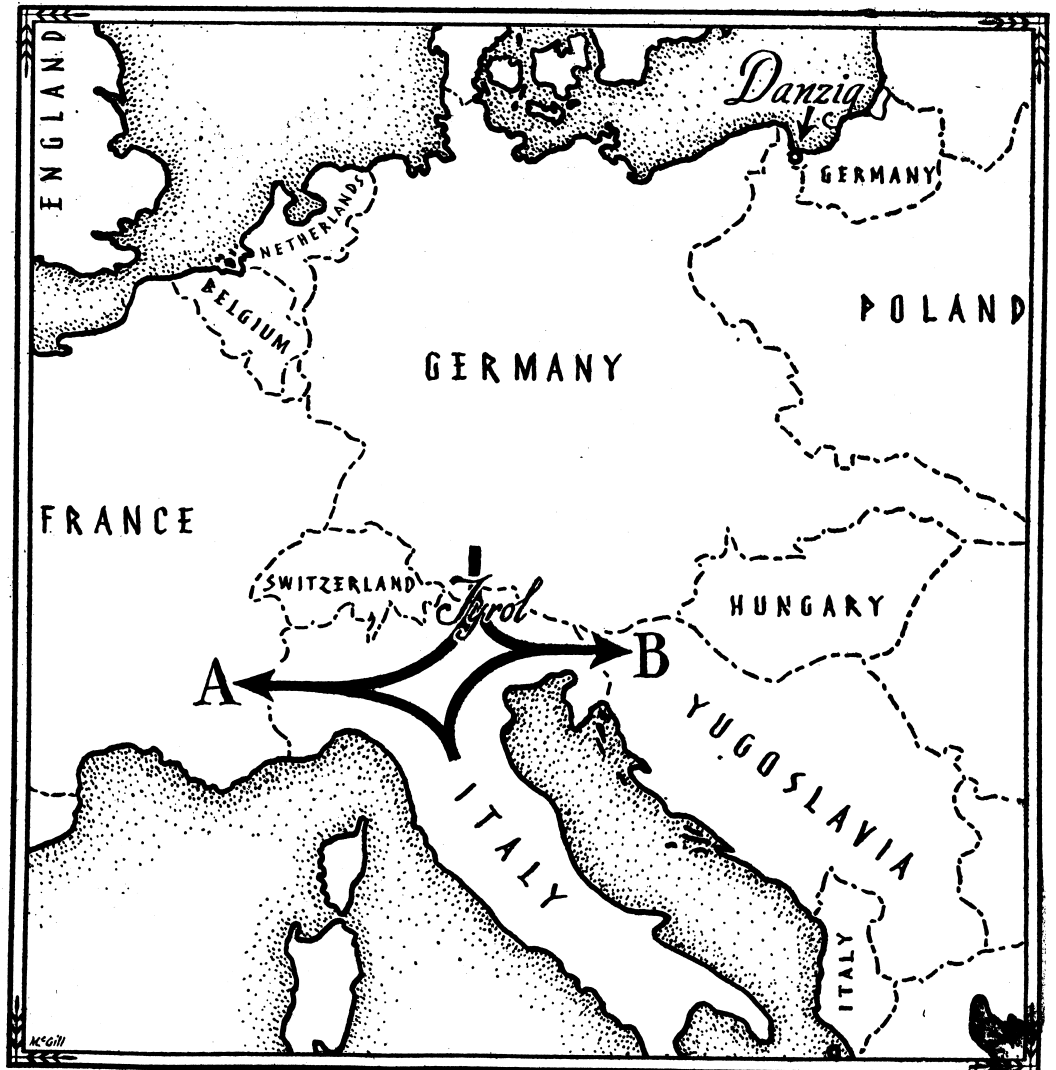 ENGLAND
Danzig
GERMANY
NETHERLANDS
BELGIUM
POLAND
GERMANY
FRANCE
SWITZERLAND
Tyrol
HUNGARY
A
B
YUGOSLAVIA
ITALY
ITALY
McGill